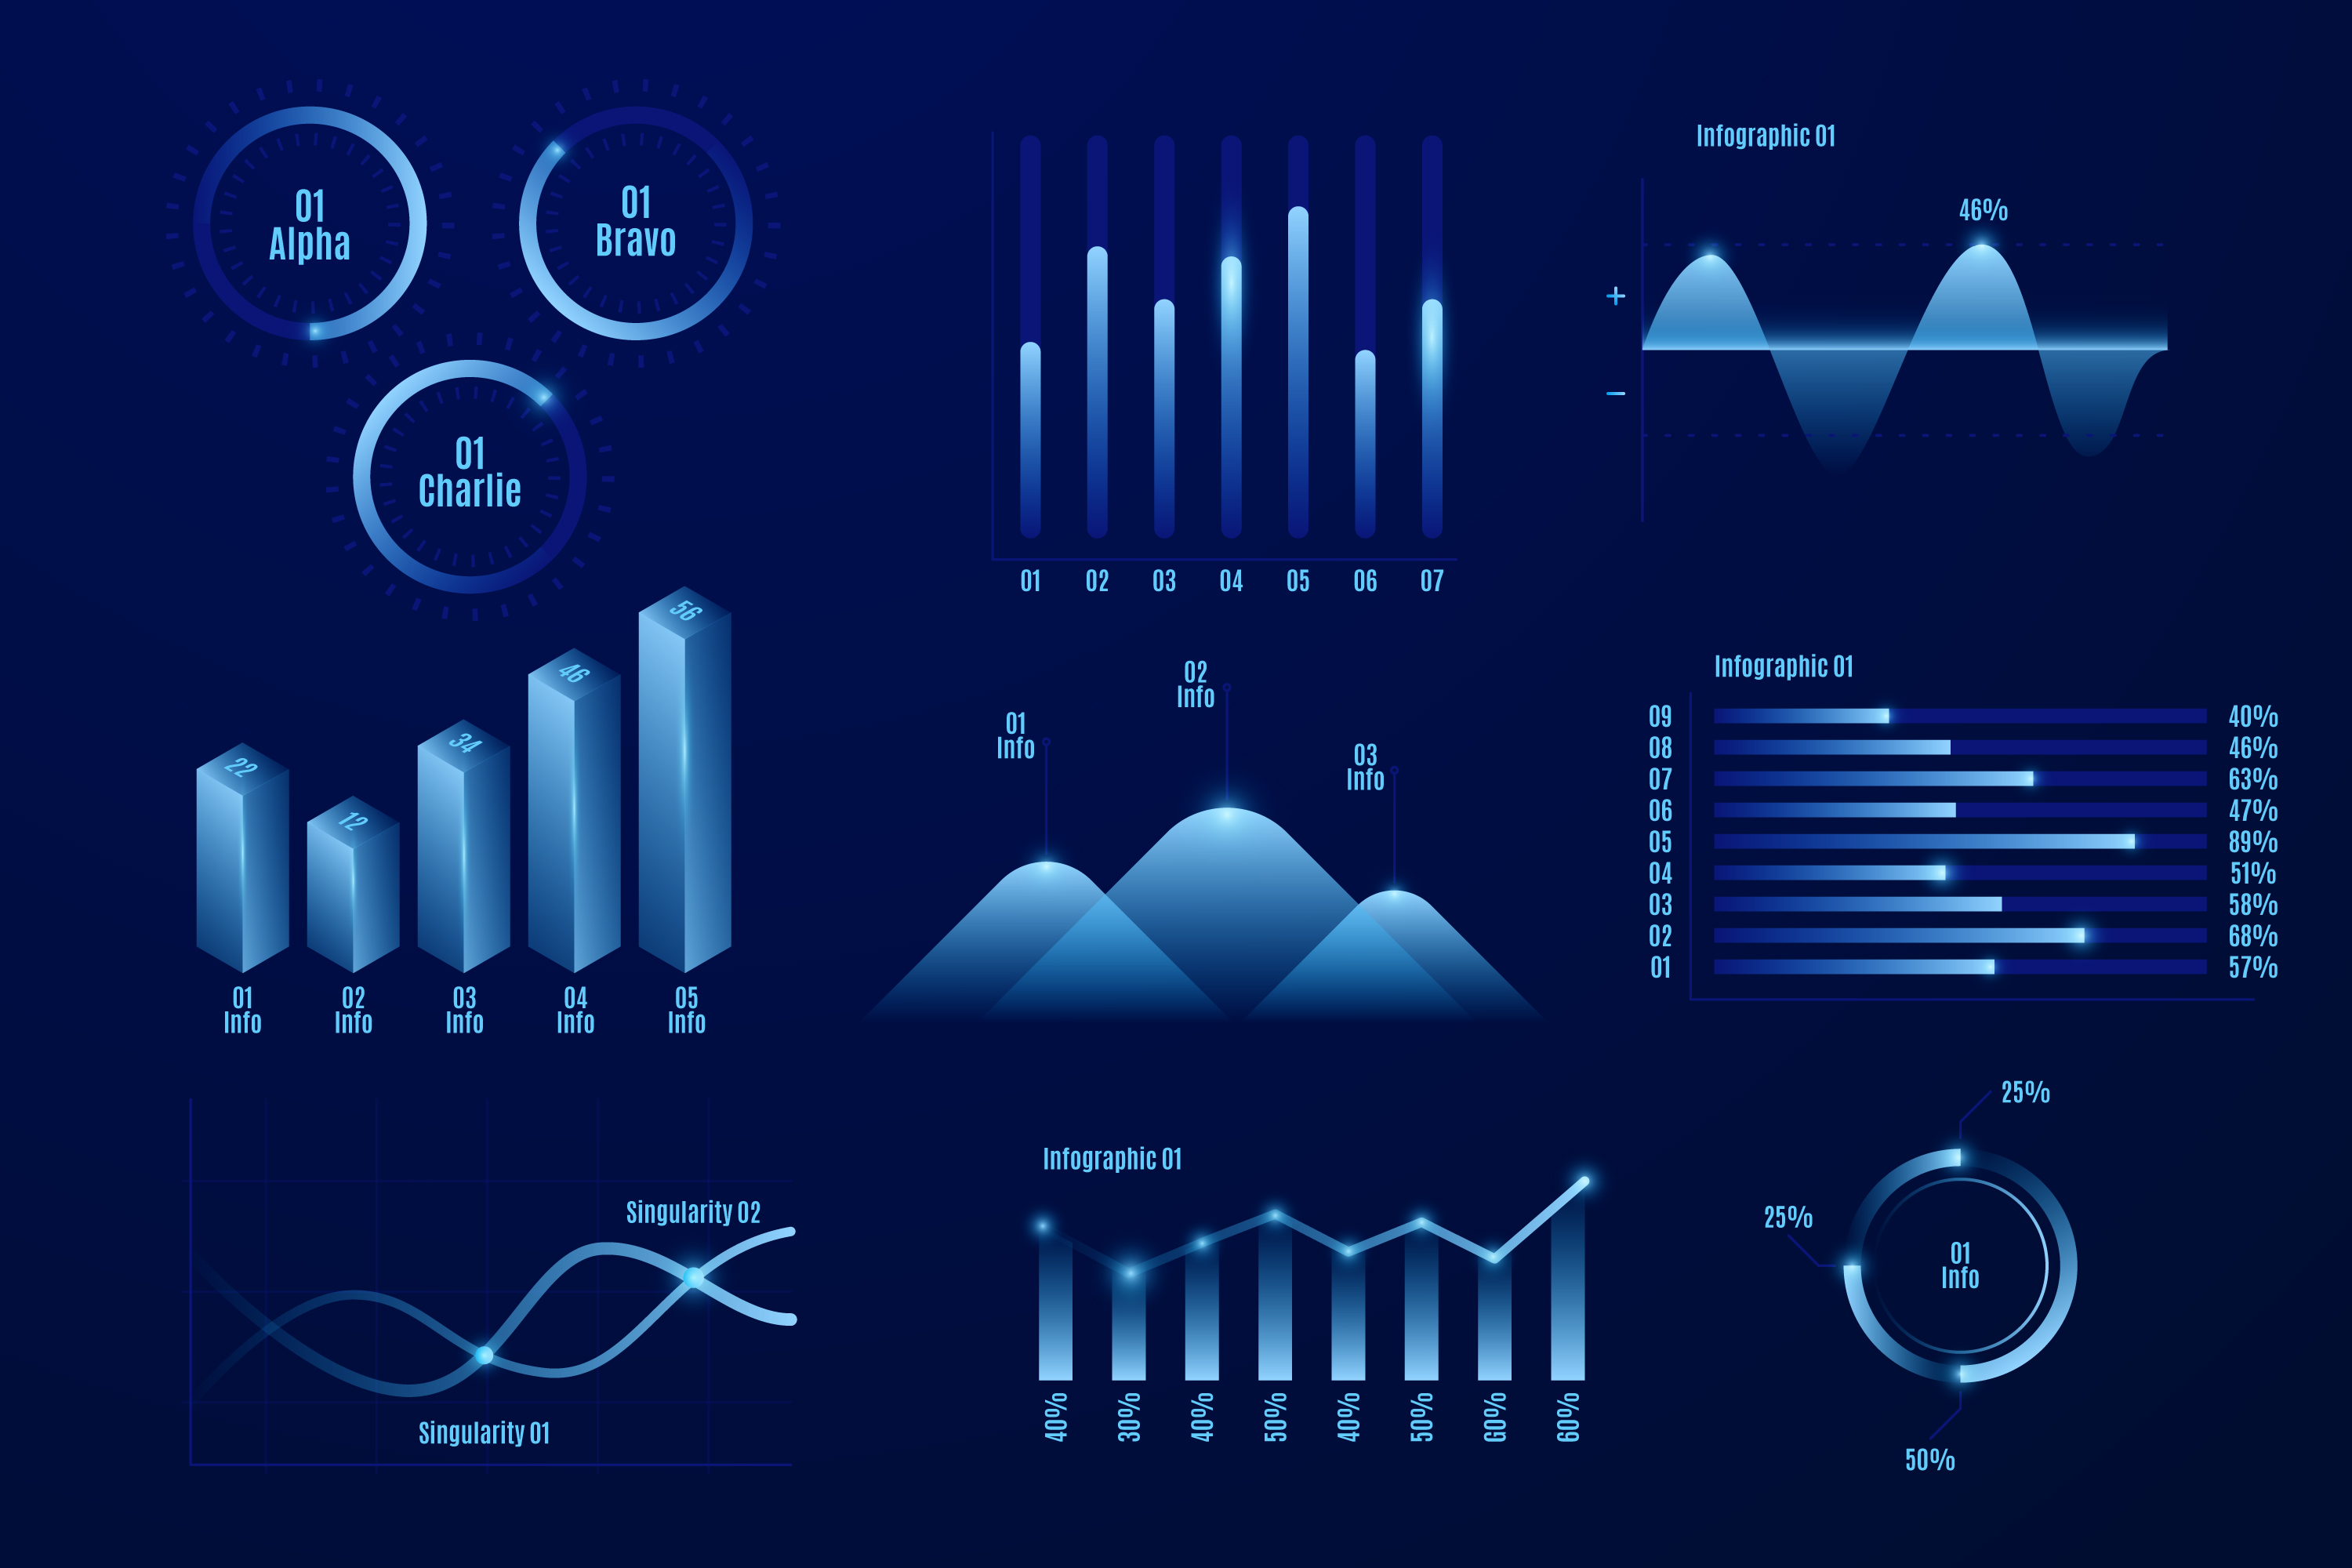 01
Alpha
01
Bravo
01
Charlie
01 02 03 04 05 06 07
Infographic 01
46%
+
−
22
12
34
46
56
01
Info
02
Info
03
Info
04
Info
05
Info
01
Info
02
Info
03
Info
Infographic 01
09 40%
08 46%
07 63%
06 47%
05 89%
04 51%
03 58%
02 68%
01 57%
Singularity 02
Singularity 01
Infographic 01
40%
30%
40%
50%
40%
50%
G0%
60%
25%
25%
01
Info
50%